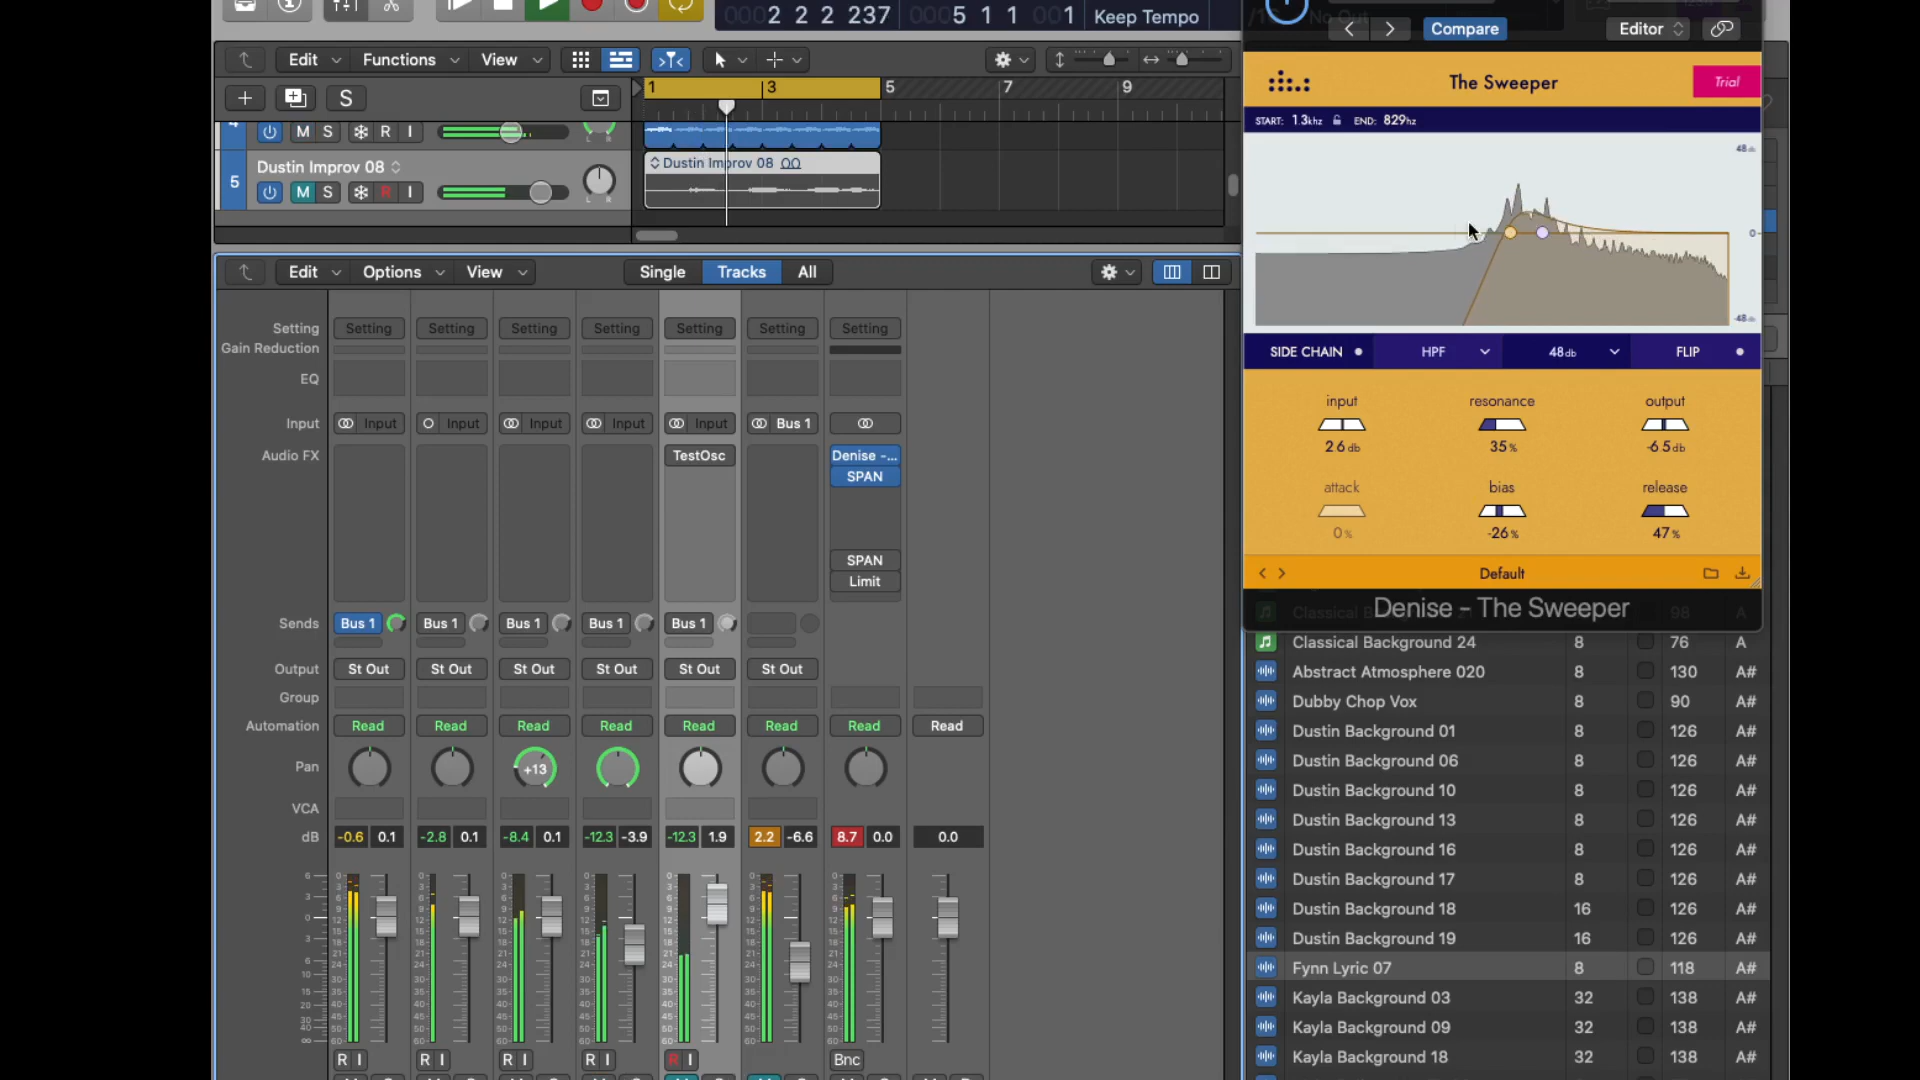 2 2 2 237
5 1 1 1
Keep Tempo
/16 No Out
Compare
Editor
Edit
Functions
View
The Sweeper
Trial
S
1
3
5
7
9
START: 1.3khz
END: 829hz
4
M S R I
48
Dustin Improv 08
Dustin Improv 08
5
M S R I
L R
0
Edit
Options
View
Single
Tracks
All
-48
Setting
Setting
Setting
Setting
Setting
Setting
Setting
Setting
Gain Reduction
SIDE CHAIN
HPF
48db
FLIP
EQ
input
resonance
output
Input
Input
Input
Input
Input
Input
Bus 1
2.6 db
35 %
-6.5 db
Audio FX
TestOsc
Denise -...
SPAN
attack
bias
release
0 %
-26 %
47 %
SPAN
Limit
Default
Denise - The Sweeper
98 A
Sends
Bus 1
Bus 1
Bus 1
Bus 1
Bus 1
Classical Background 24 8 76 A
Output
St Out
St Out
St Out
St Out
St Out
St Out
Abstract Atmosphere 020 8 130 A#
Group
Dubby Chop Vox 8 90 A#
Automation
Read
Read
Read
Read
Read
Read
Read
Read
Dustin Background 01 8 126 A#
Pan
+13
Dustin Background 06 8 126 A#
Dustin Background 10 8 126 A#
VCA
Dustin Background 13 8 126 A#
dB
-0.6 0.1
-2.8 0.1
-8.4 0.1
-12.3 -3.9
-12.3 1.9
2.2 -6.6
8.7 0.0
0.0
Dustin Background 16 8 126 A#
Dustin Background 17 8 126 A#
Dustin Background 18 16 126 A#
Dustin Background 19 16 126 A#
Fynn Lyric 07 8 118 A#
Kayla Background 03 32 138 A#
Kayla Background 09 32 138 A#
Kayla Background 18 32 138 A#
R I
R I
R I
R I
R I
Bnc